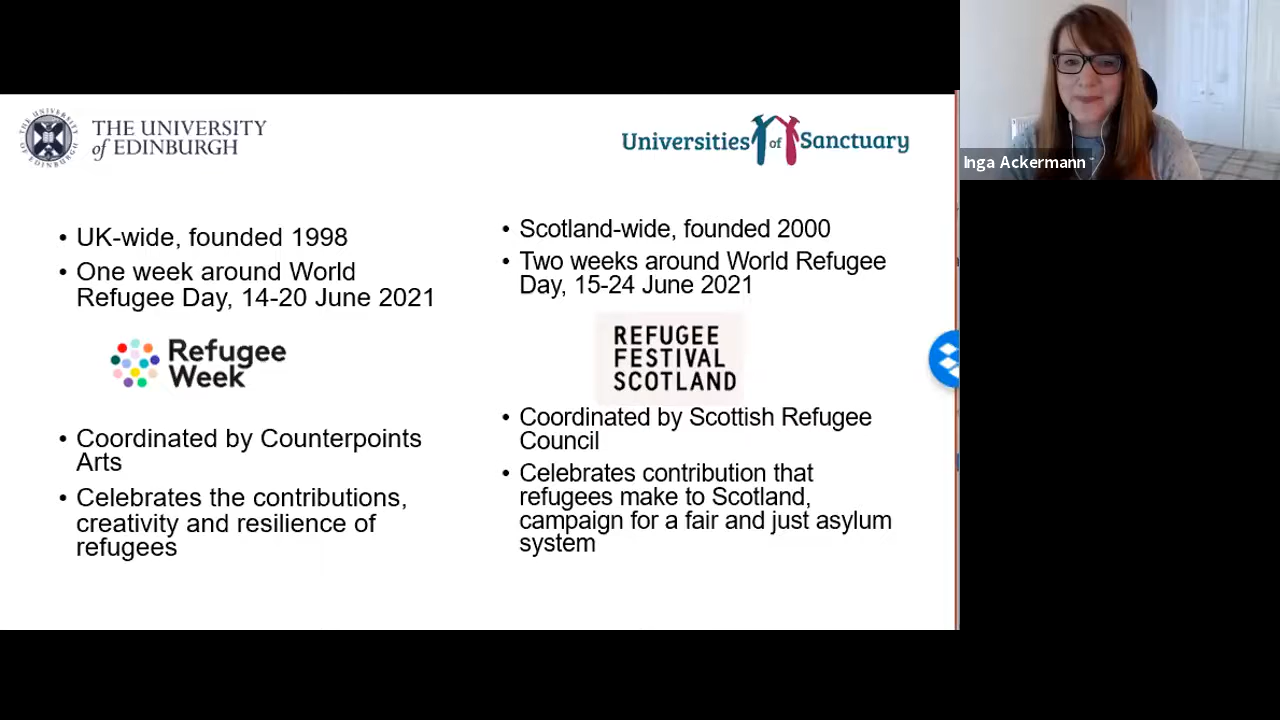 THE UNIVERSITY
of EDINBURGH
Universities of Sanctuary
• UK-wide, founded 1998
• One week around World
Refugee Day, 14-20 June 2021
Refugee
Week
• Coordinated by Counterpoints
Arts
• Celebrates the contributions,
creativity and resilience of
refugees
• Scotland-wide, founded 2000
• Two weeks around World Refugee
Day, 15-24 June 2021
REFUGEE
FESTIVAL
SCOTLAND
• Coordinated by Scottish Refugee
Council
• Celebrates contribution that
refugees make to Scotland,
campaign for a fair and just asylum
system
Inga Ackermann